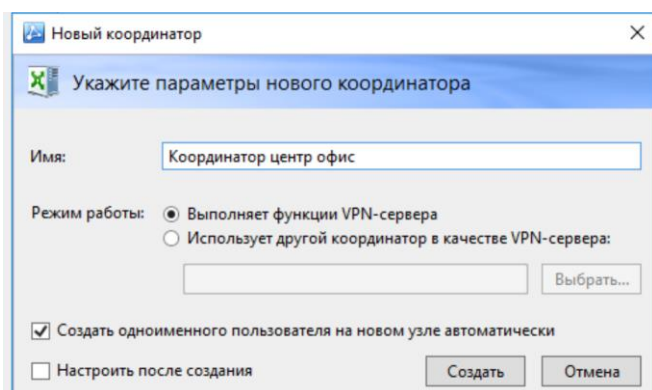 Новый координатор
Укажите параметры нового координатора
Имя: Координатор центр офис
Режим работы: Выполняет функции VPN-сервера
Использует другой координатор в качестве VPN-сервера:
Выбрать...
Создать одноименного пользователя на новом узле автоматически
Настроить после создания Создать Отмена